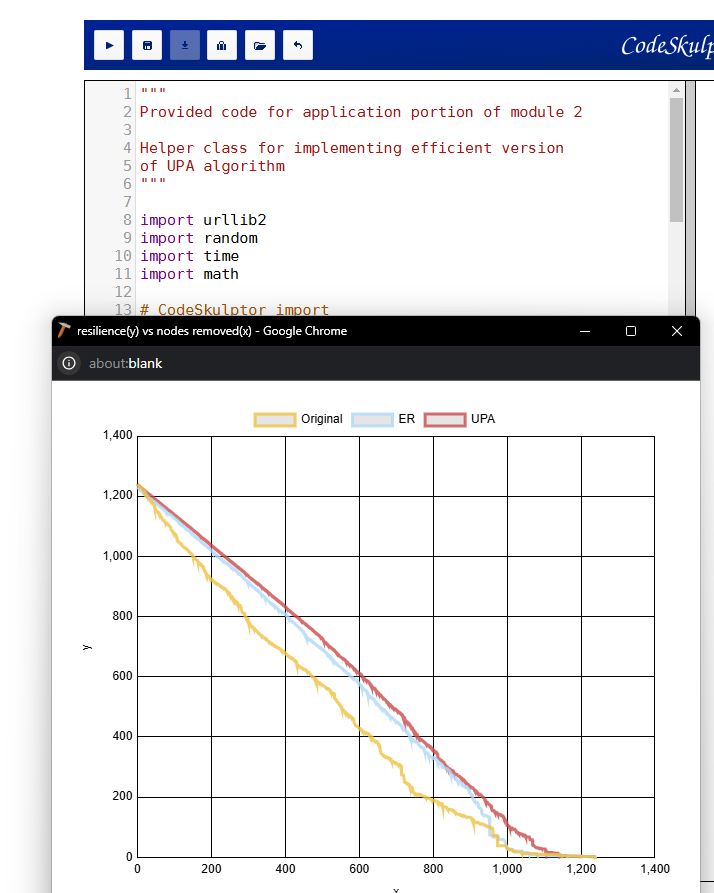 CodeSkulp
1 """
2 Provided code for application portion of module 2
3
4 Helper class for implementing efficient version
5 of UPA algorithm
6 """
7
8 import urllib2
9 import random
10 import time
11 import math
12
13 # CodeSkulptor import
resilience(y) vs nodes removed(x) - Google Chrome
about:blank
Original ER UPA
1,400
1,200
1,000
800
600
y
400
200
0
0 200 400 600 800 1,000 1,200 1,400
x